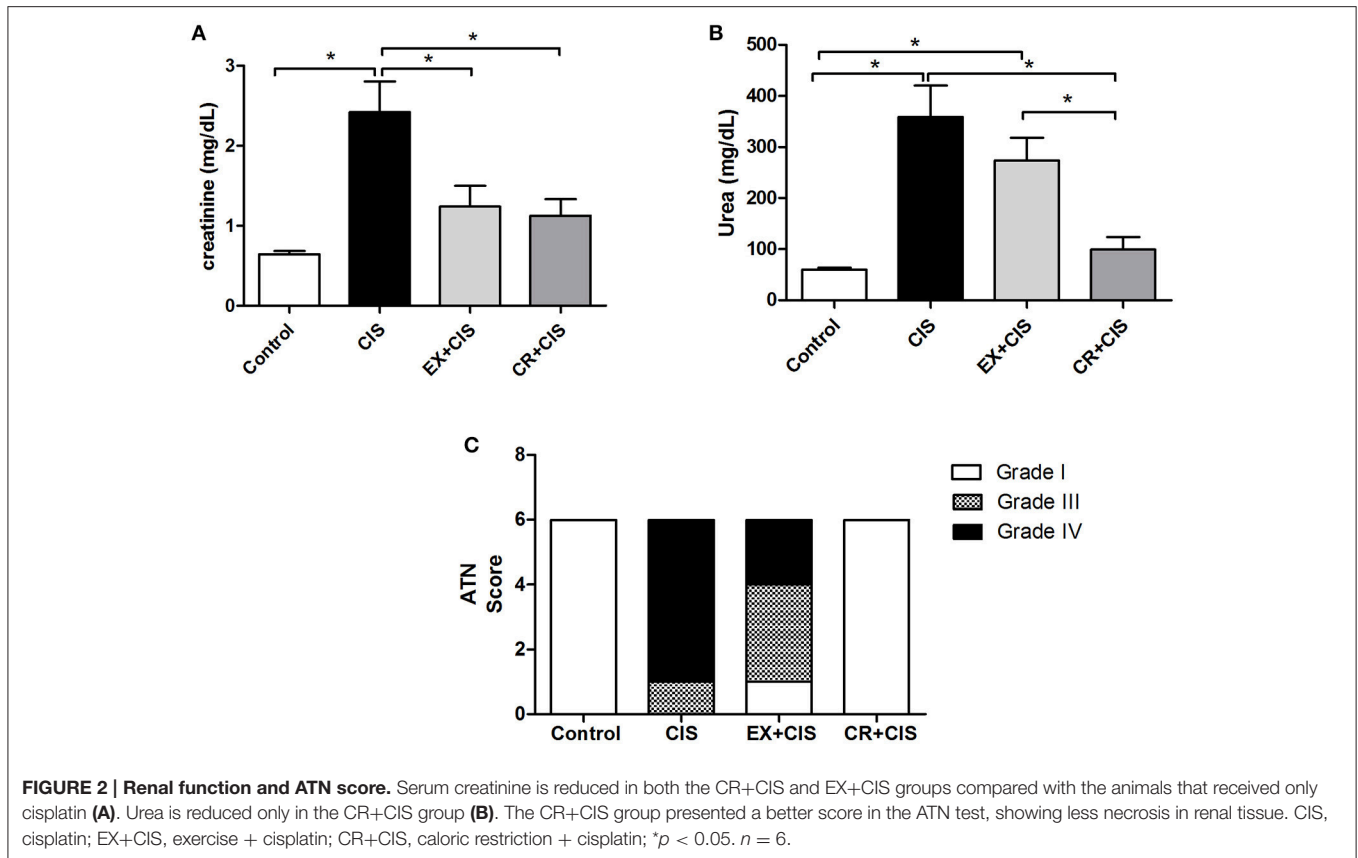 A
* *
* *
3
2
1
0
creatinine (mg/dL)
Control
CIS
EX+CIS
CR+CIS
B
*
* *
*
500
400
300
200
100
0
Urea (mg/dL)
Control
CIS
EX+CIS
CR+CIS
C
8
6
4
2
0
ATN
Score
Control CIS EX+CIS CR+CIS
Grade I
Grade III
Grade IV
FIGURE 2 | Renal function and ATN score. Serum creatinine is reduced in both the CR+CIS and EX+CIS groups compared with the animals that received only
cisplatin (A). Urea is reduced only in the CR+CIS group (B). The CR+CIS group presented a better score in the ATN test, showing less necrosis in renal tissue. CIS,
cisplatin; EX+CIS, exercise + cisplatin; CR+CIS, caloric restriction + cisplatin; *p < 0.05. n = 6.